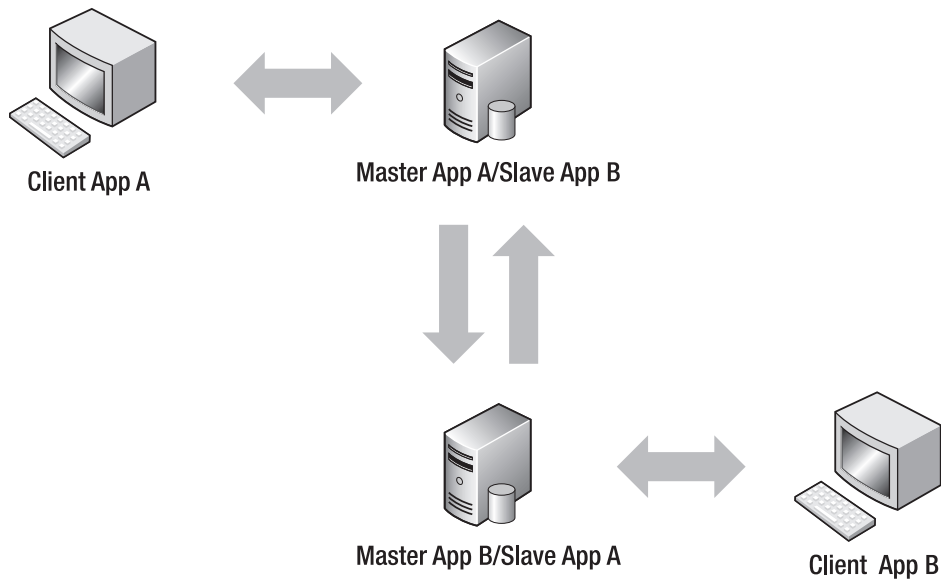 Client App A
Master App A/Slave App B
Master App B/Slave App A
Client App B